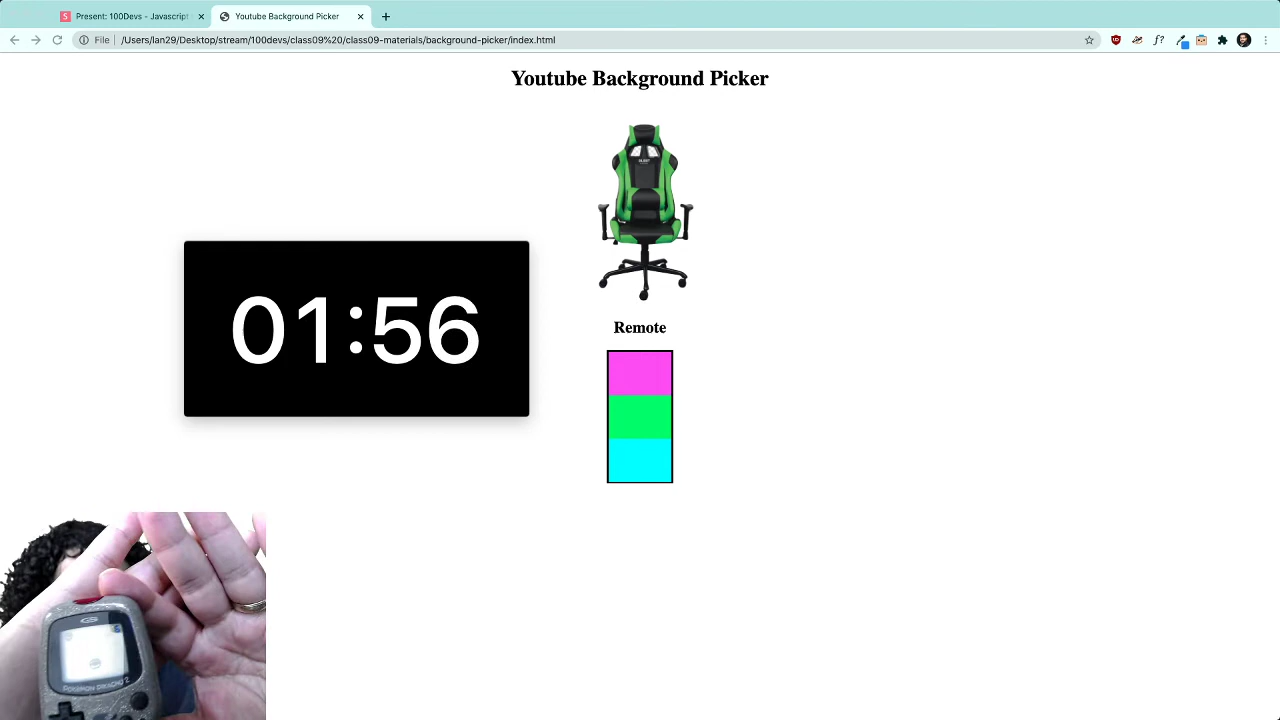 Present: 100Devs - Javascript
Youtube Background Picker
File
/Users/lan29/Desktop/stream/100devs/class09%20/class09-materials/background-picker/index.html
f?
Youtube Background Picker
01:56
Remote